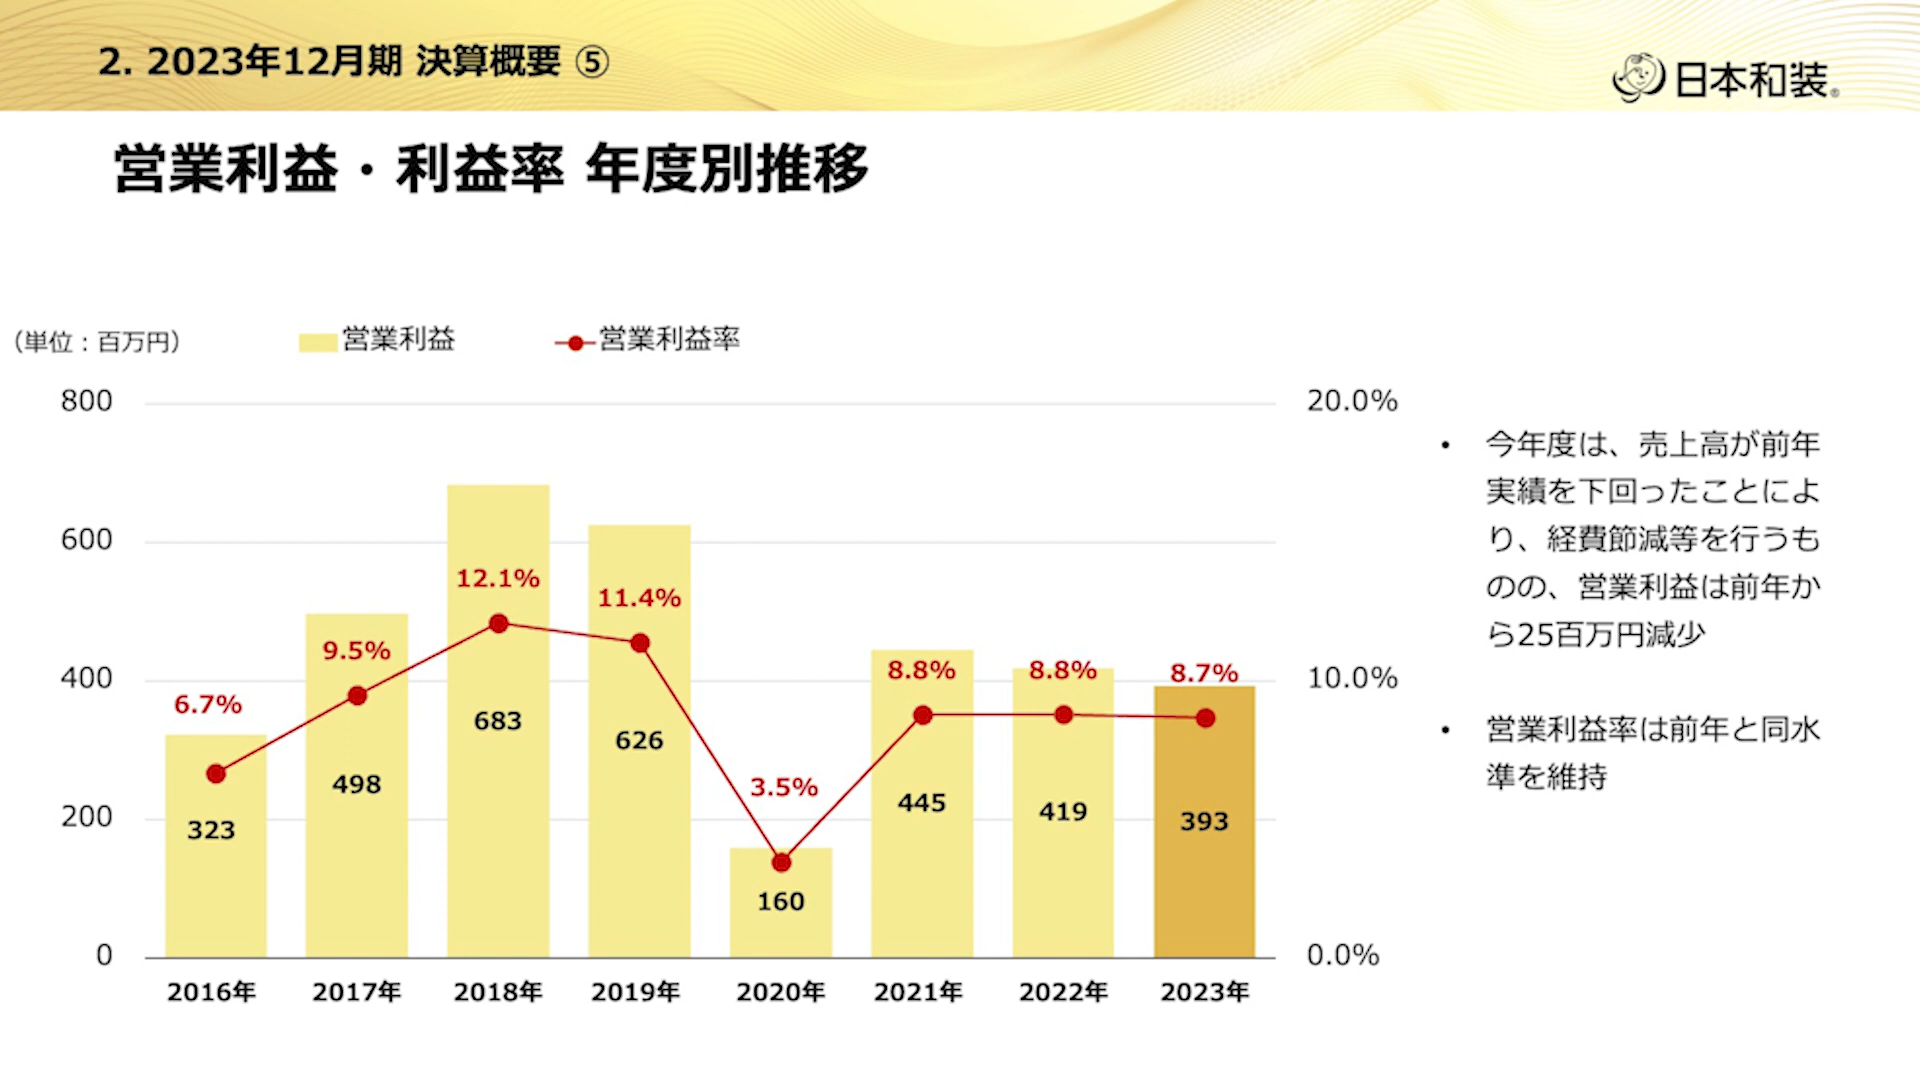 2. 2023年12月期 決算概要 ⑤
日本和装®
営業利益・利益率 年度別推移
（単位：百万円）
営業利益
営業利益率
800
600
400
200
0
20.0%
10.0%
0.0%
6.7%
9.5%
12.1%
11.4%
3.5%
8.8%
8.8%
8.7%
323
498
683
626
160
445
419
393
2016年
2017年
2018年
2019年
2020年
2021年
2022年
2023年
• 今年度は、売上高が前年
実績を下回ったことによ
り、経費節減等を行うも
のの、営業利益は前年か
ら25百万円減少
• 営業利益率は前年と同水
準を維持